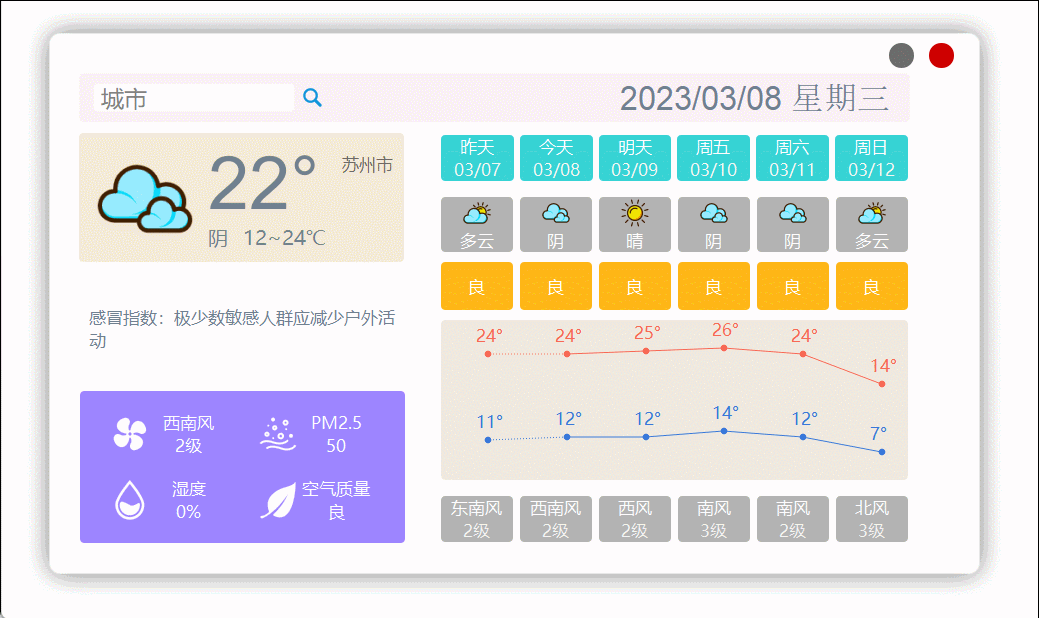 城市
2023/03/08 星期三
22°
苏州市
阴 12~24℃
感冒指数：极少数敏感人群应减少户外活
动
西南风
2级
PM2.5
50
湿度
0%
空气质量
良
昨天 今天 明天 周五 周六 周日
03/07 03/08 03/09 03/10 03/11 03/12
多云 阴 晴 阴 阴 多云
良 良 良 良 良 良
24° 24° 25° 26° 24° 14°
11° 12° 12° 14° 12° 7°
东南风 西南风 西风 南风 南风 北风
2级 2级 2级 3级 2级 3级